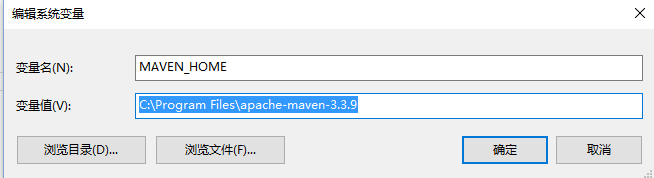 编辑系统变量
变量名(N):
MAVEN_HOME
变量值(V):
C:\Program Files\apache-maven-3.3.9
浏览目录(D)...
浏览文件(F)...
确定
取消